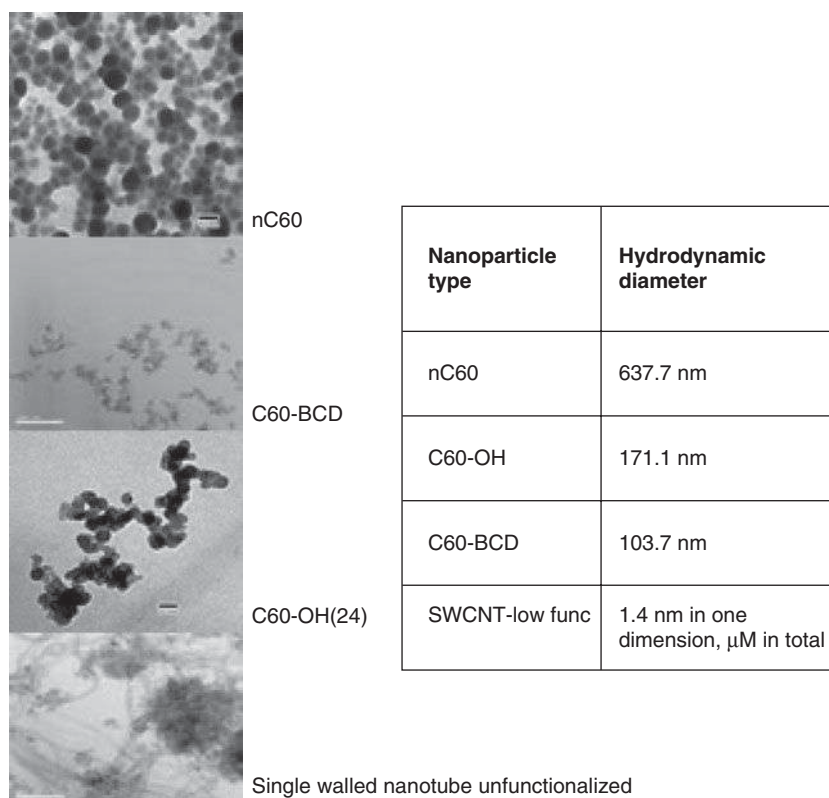 nC60
C60-BCD
C60-OH(24)
Single walled nanotube unfunctionalized
Nanoparticle type
Hydrodynamic diameter
nC60
637.7 nm
C60-OH
171.1 nm
C60-BCD
103.7 nm
SWCNT-low func
1.4 nm in one
dimension, μM in total